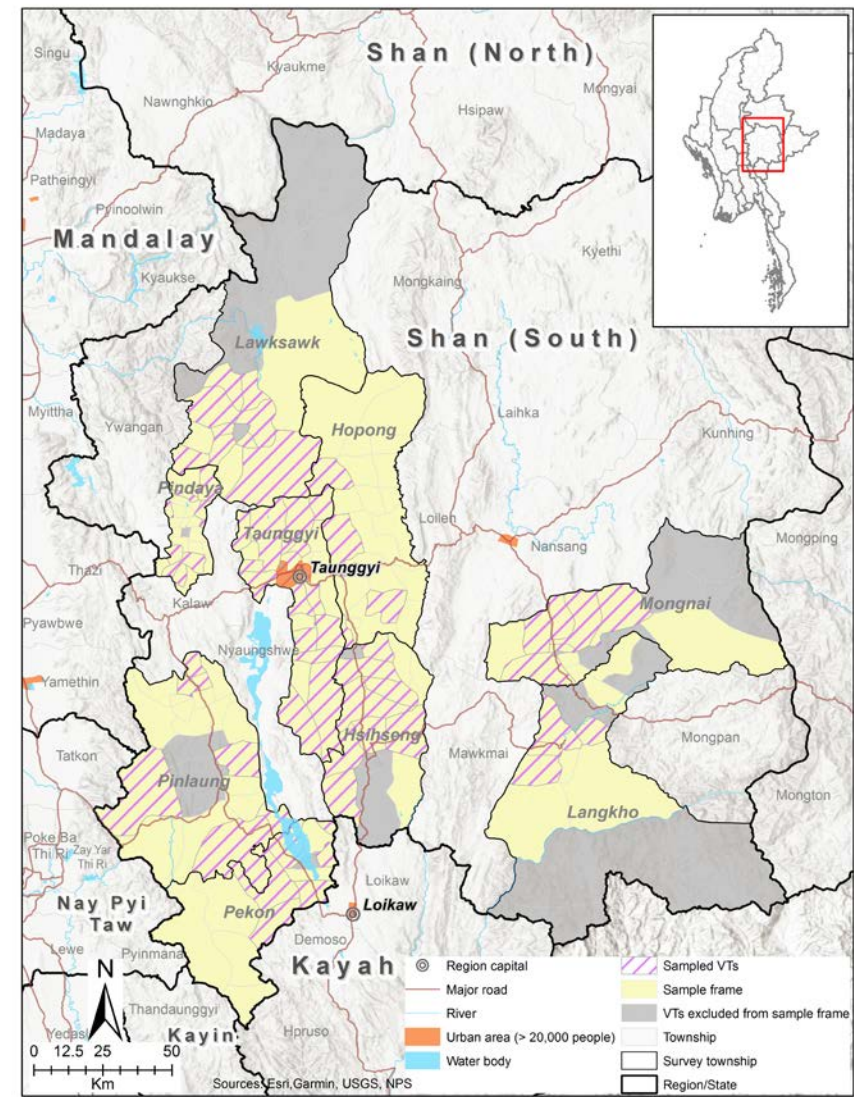 Shan (North)
Singu
Kyaukme
Mongyai
Nawnghkio
Hsipaw
Madaya
Patheingyi
Pyinoolwin
Mandalay
Kyethi
Kyaukse
Mongkaing
Shan (South)
Lawksawk
Myittha
Ywangan
Hopong
Laihka
Kunhing
Pindaya
Taunggyi
Loilen
Nansang
Mongping
Thazi
Taunggyi
Mongnai
Kalaw
Pyawbwe
Nyaungshwe
Yamethin
Hsihseng
Mawkmai
Mongpan
Tatkon
Pinlaung
Mongton
Langkho
Poke Ba
Thi Ri
Zay Yar
Thi Ri
Loikaw
Nay Pyi
Taw
Pekon
Loikaw
Demoso
Lewe
Pyinmana
Kayah
N
Thandaunggyi
Yedas
Kayin
Hpruso
0 12.5 25 50
Km
Sources: Esri,Garmin, USGS, NPS
Region capital
Major road
River
Urban area (> 20,000 people)
Water body
Sampled VTs
Sample frame
VTs excluded from sample frame
Township
Survey township
Region/State